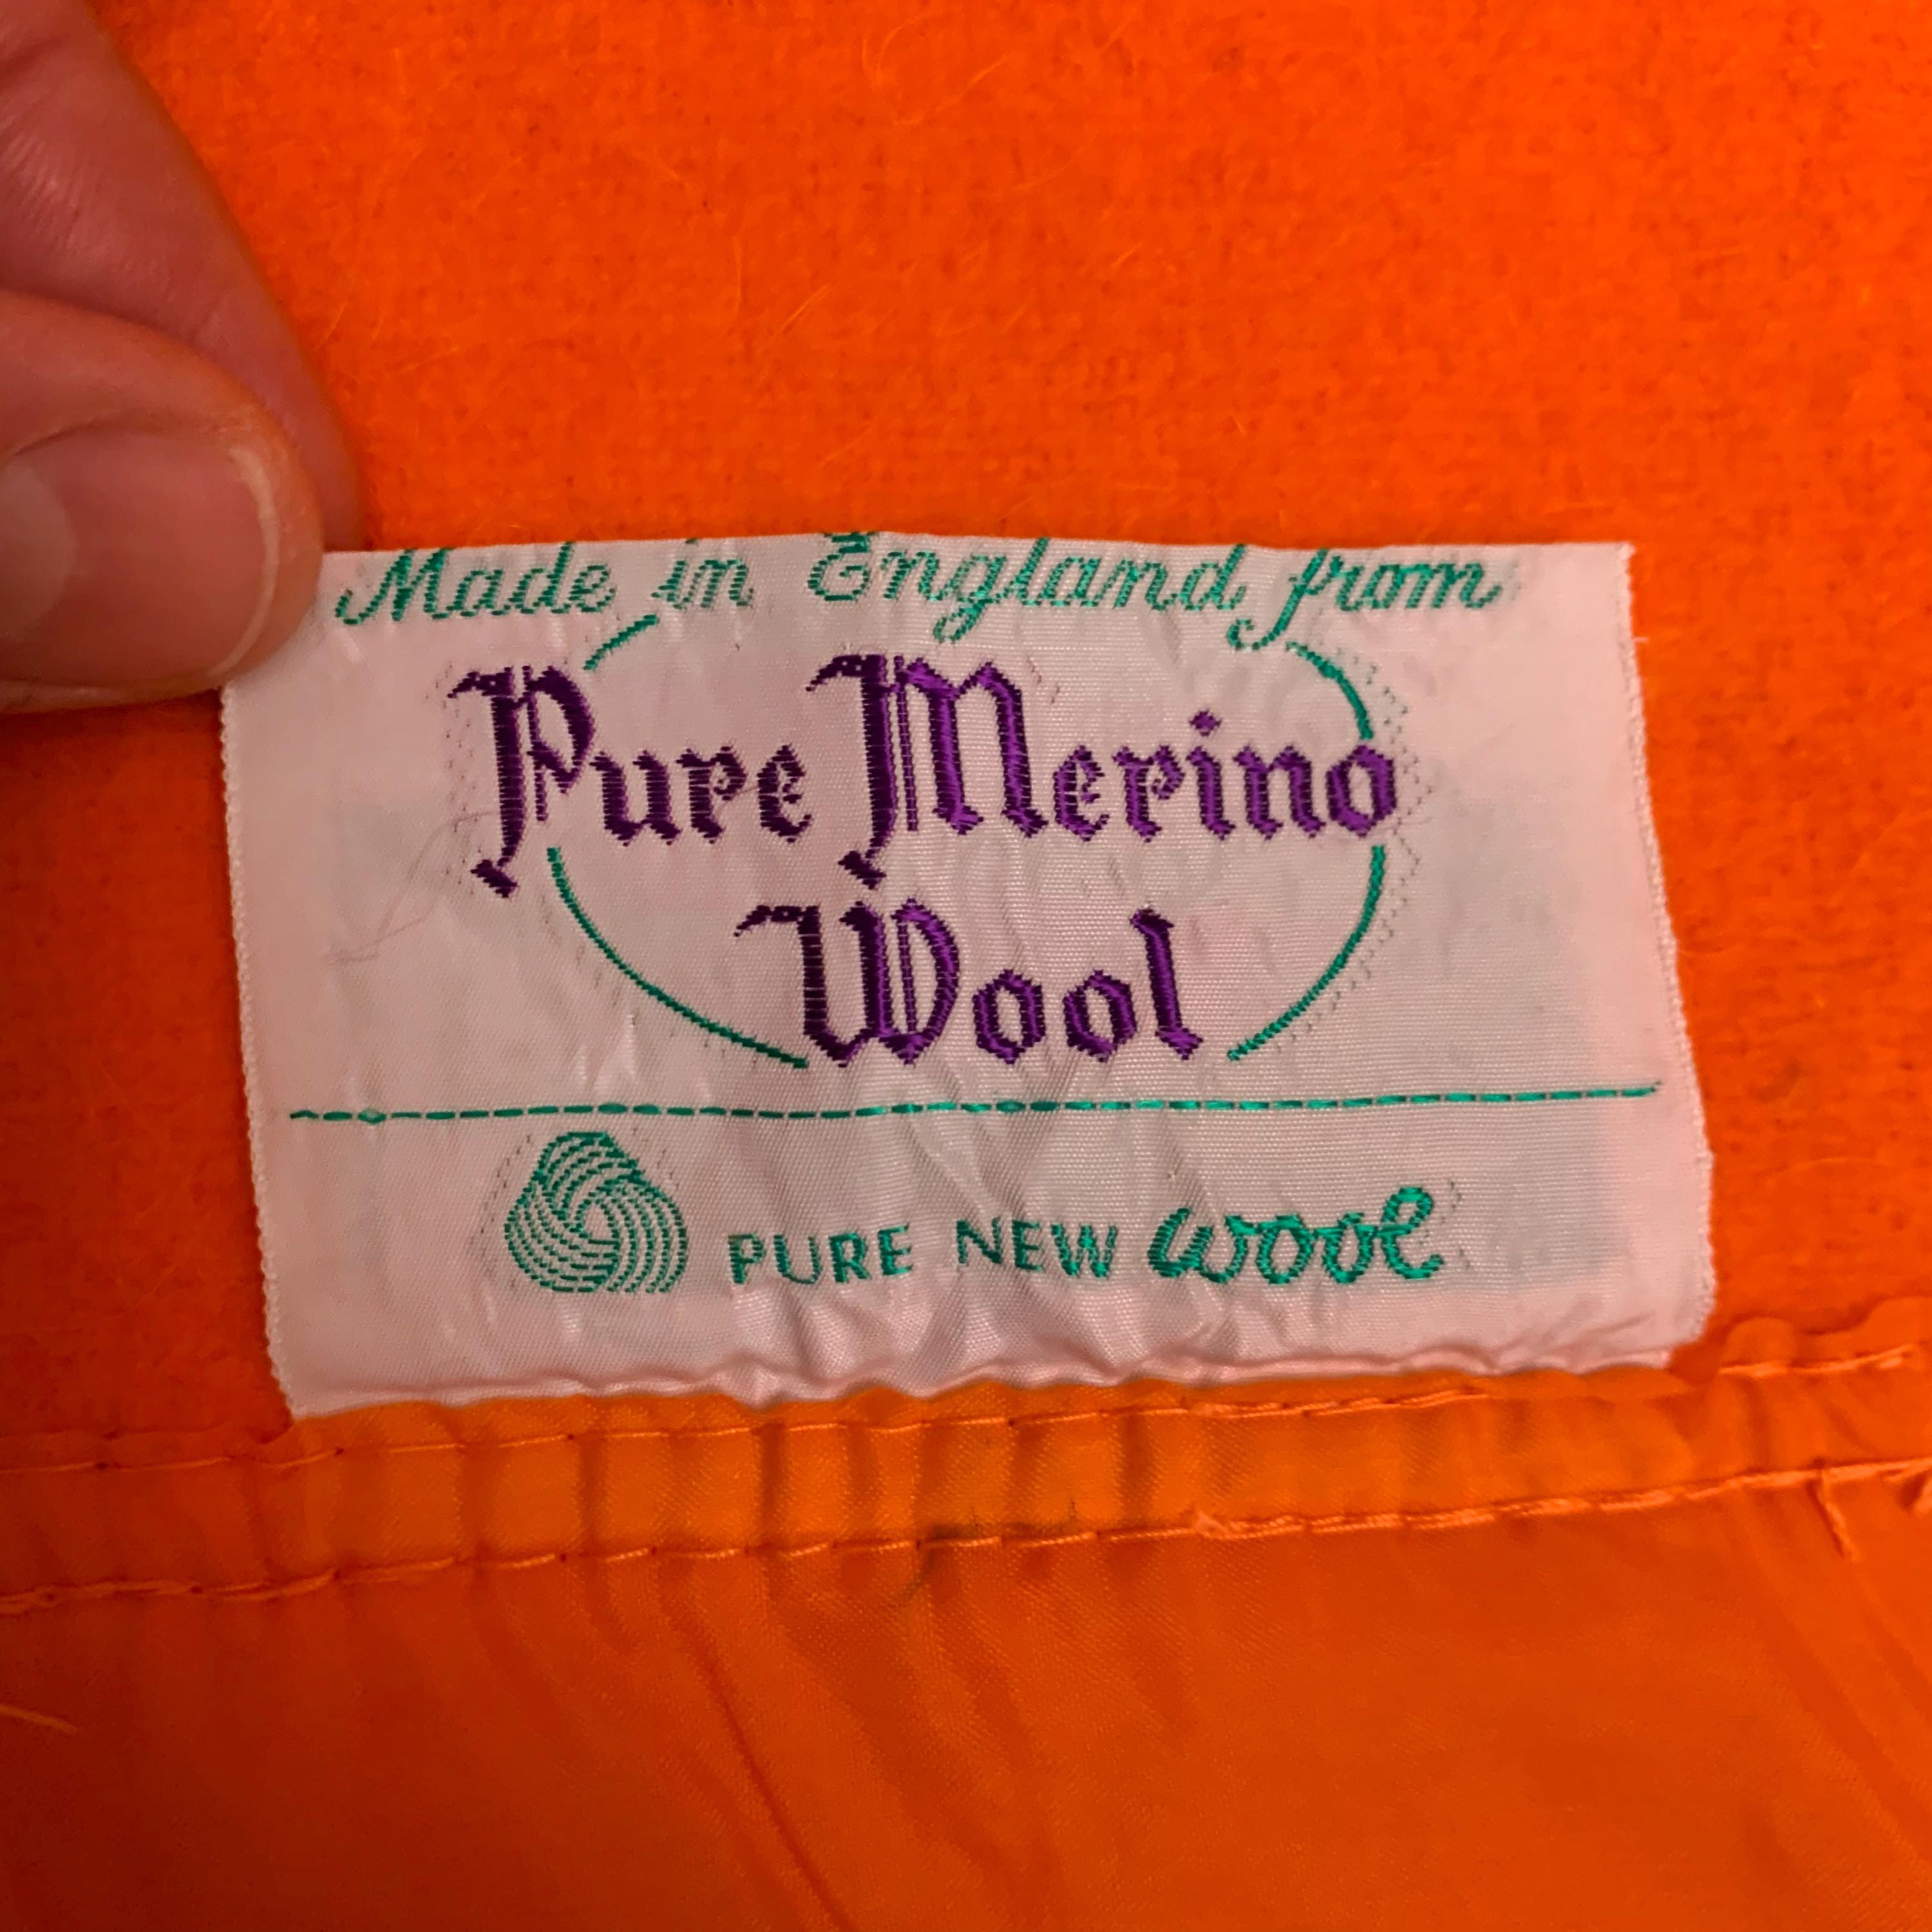 Made in England from
Pure Merino
Wool
PURE NEW wool